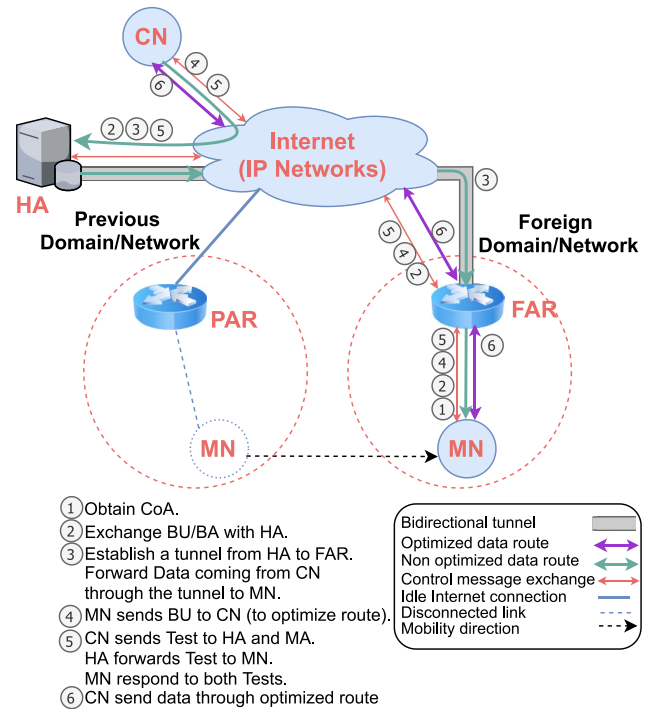 CN
4
5
6
2 3 5
Internet
(IP Networks)
HA
3
Previous
Domain/Network
Foreign
Domain/Network
6
5
4
2
PAR
FAR
5
4
2
1
6
MN
MN
1 Obtain CoA.
2 Exchange BU/BA with HA.
3 Establish a tunnel from HA to FAR.
Forward Data coming from CN
through the tunnel to MN.
4 MN sends BU to CN (to optimize route).
5 CN sends Test to HA and MA.
HA forwards Test to MN.
MN respond to both Tests.
6 CN send data through optimized route
Bidirectional tunnel
Optimized data route
Non optimized data route
Control message exchange
Idle Internet connection
Disconnected link
Mobility direction